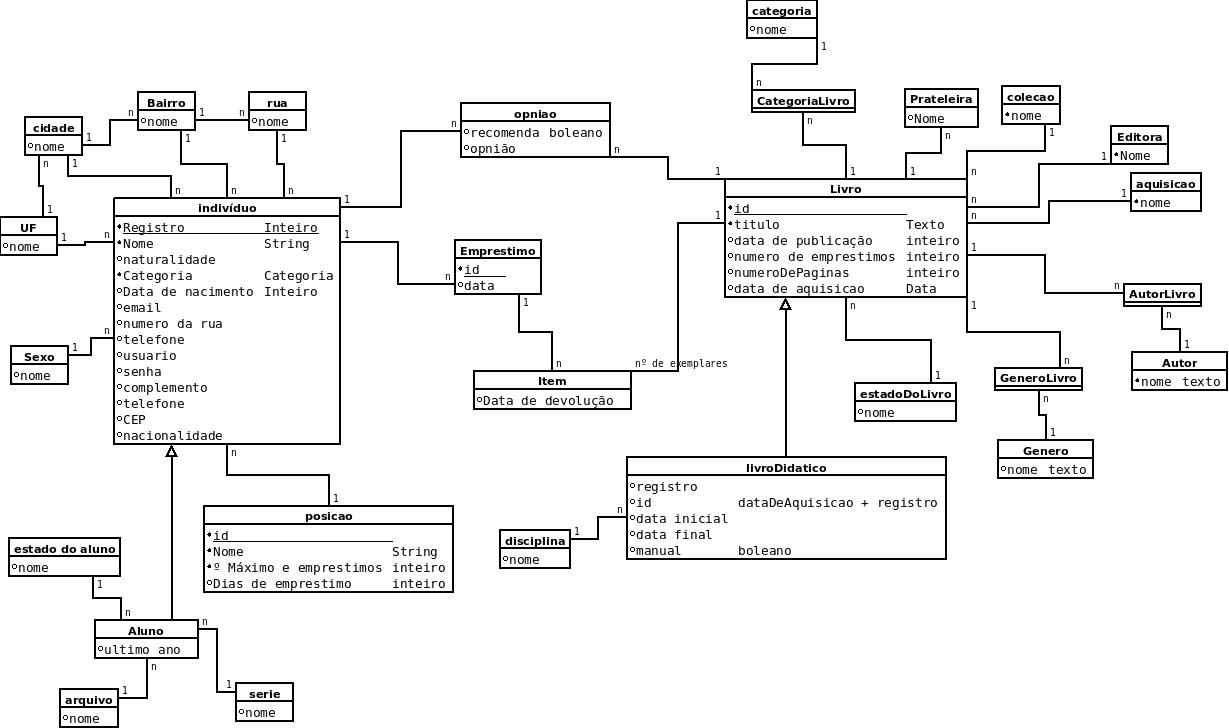 categoria
nome
1
n
CategoriaLivro
n
Prateleira
Nome
n
colecao
nome
1
Editora
Nome
1
aquisicao
nome
1
Bairro
nome
n
1
1
rua
nome
n
1
cidade
nome
1
n
1
UF
nome
1
1
opniao
recomenda boleano
opnião
n
n
indivíduo
Registro Inteiro
Nome String
naturalidade
Categoria Categoria
Data de nacimento Inteiro
email
numero da rua
telefone
usuario
senha
complemento
telefone
CEP
nacionalidade
n
n
n
n
n
1
1
n
Sexo
nome
1
Emprestimo
id
data
n
1
Item
Data de devolução
n
nº de exemplares
Livro
id
titulo Texto
data de publicação inteiro
numero de emprestimos inteiro
numeroDePaginas inteiro
data de aquisicao Data
1
1
1
1
n
n
n
1
1
n
AutorLivro
n
n
Autor
nome texto
1
GeneroLivro
n
n
Genero
nome texto
1
estadoDoLivro
nome
1
posicao
id
Nome String
º Máximo e emprestimos inteiro
Dias de emprestimo inteiro
1
livroDidatico
registro
id dataDeAquisicao + registro
data inicial
data final
manual boleano
n
disciplina
nome
1
estado do aluno
nome
1
Aluno
ultimo ano
n
n
n
arquivo
nome
1
serie
nome
1